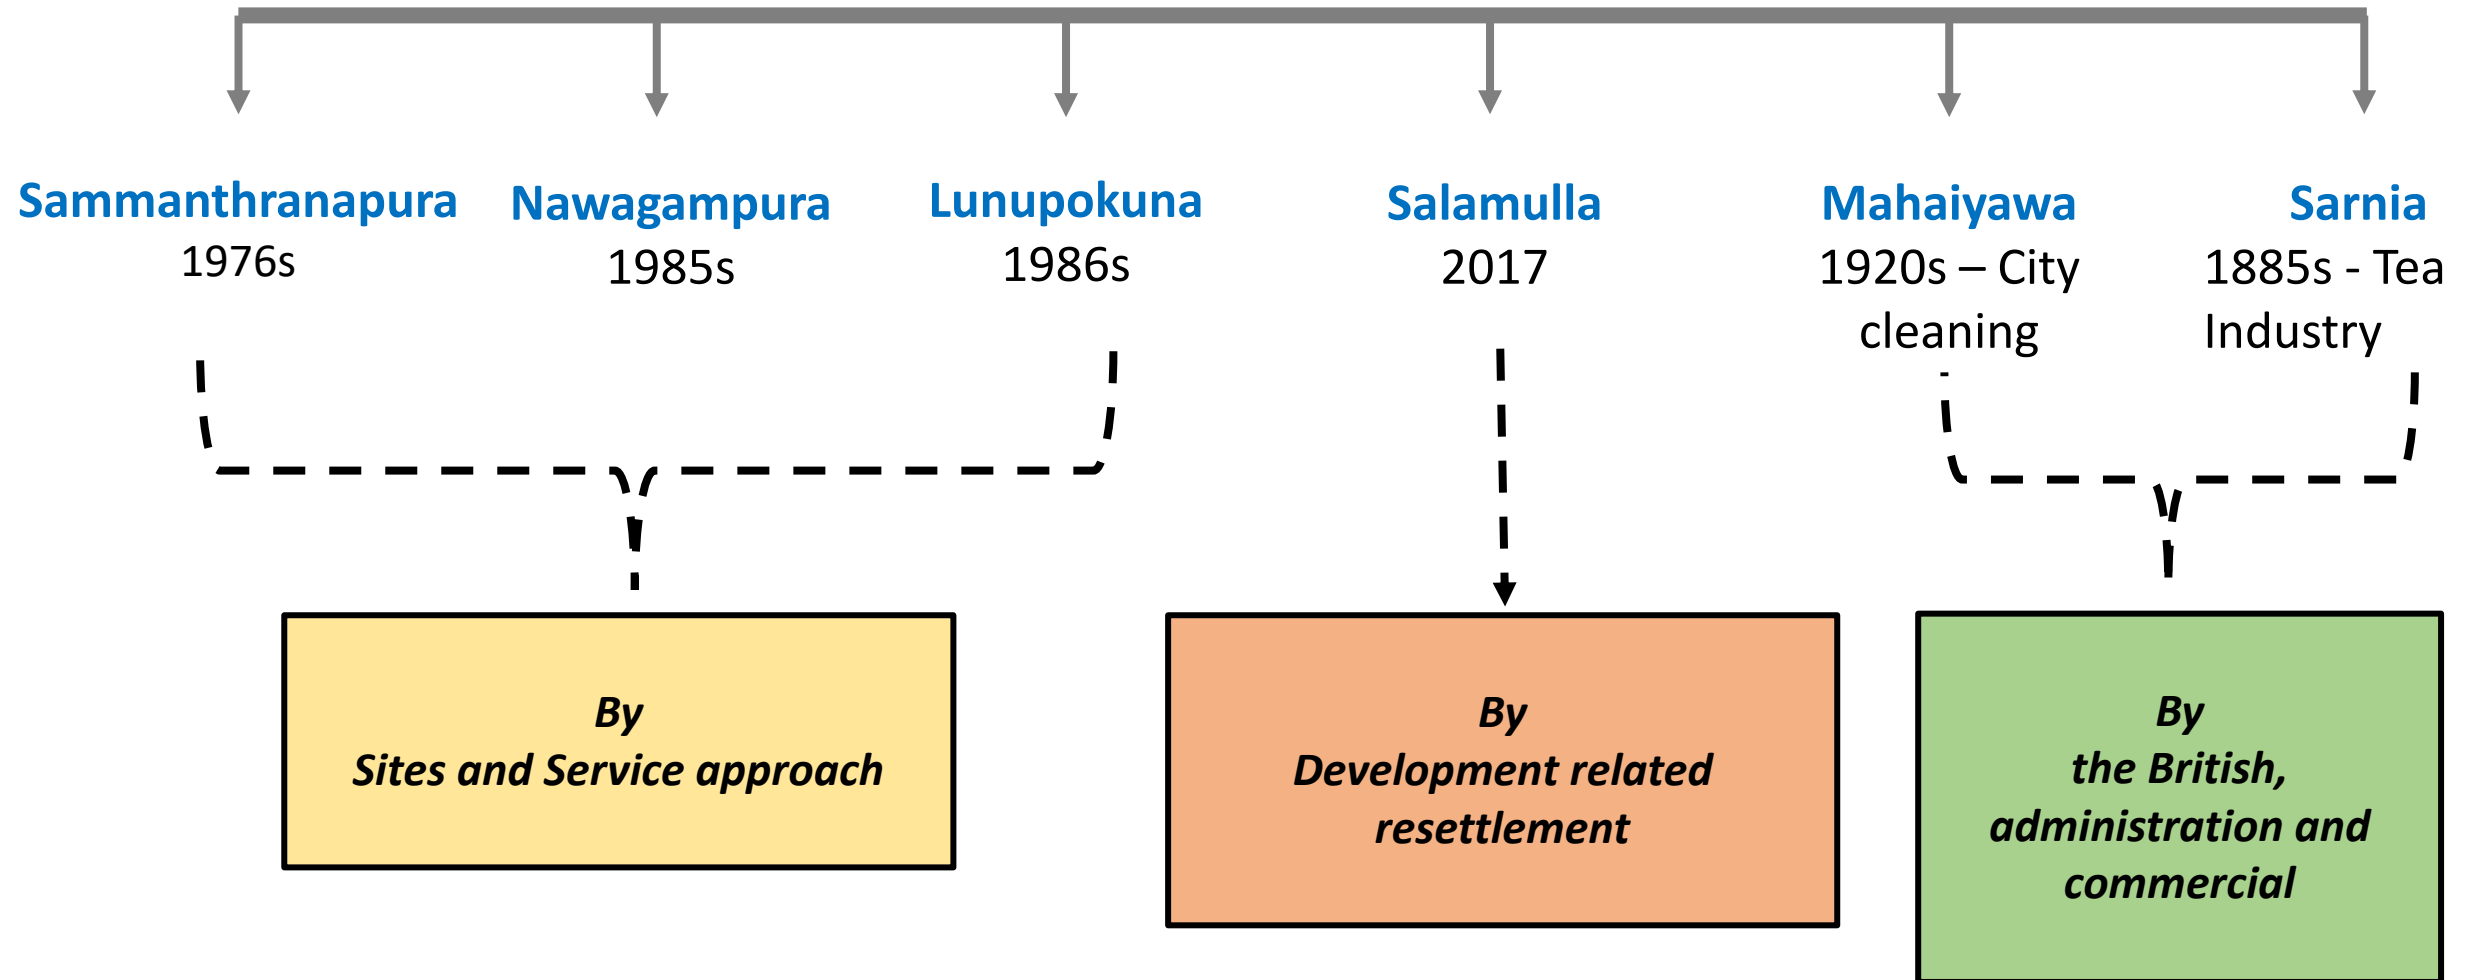 Sammanthranapura
1976s
Nawagampura
1985s
Lunupokuna
1986s
Salamulla
2017
Mahaiyawa
1920s – City
cleaning
Sarnia
1885s - Tea
Industry
By
Sites and Service approach
By
Development related
resettlement
By
the British,
administration and
commercial